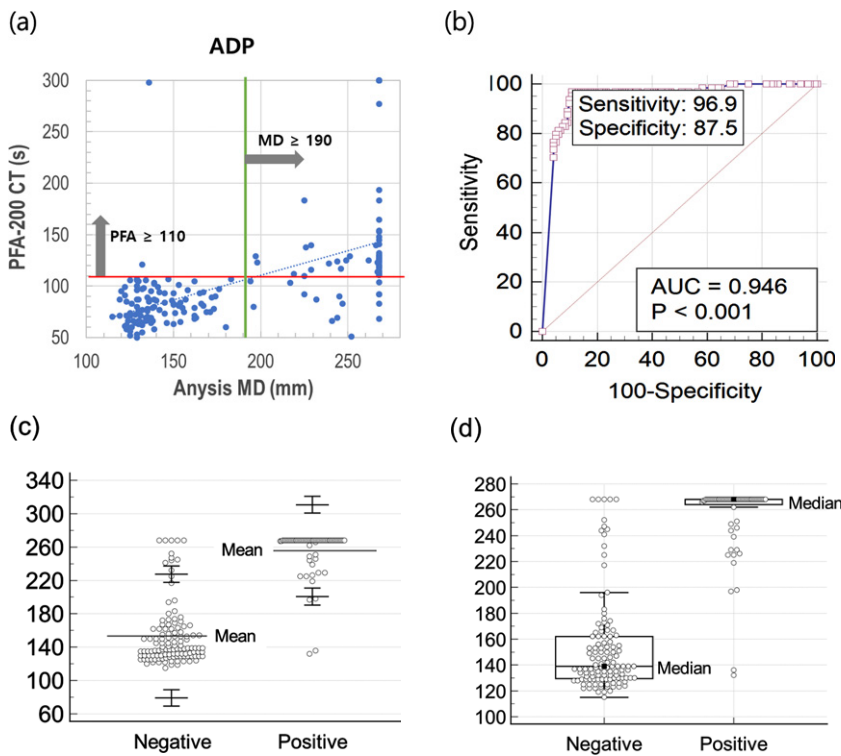 (a)
ADP
PFA-200 CT (s)
300
250
200
150
100
50
MD ≥ 190
PFA ≥ 110
100
150
200
250
Anysis MD (mm)
(b)
Sensitivity
100
80
60
40
20
0
Sensitivity: 96.9
Specificity: 87.5
AUC = 0.946
P < 0.001
0
20
40
60
80
100
100-Specificity
(c)
340
300
260
220
180
140
100
60
Mean
Mean
Negative
Positive
(d)
280
260
240
220
200
180
160
140
120
100
Median
Median
Negative
Positive